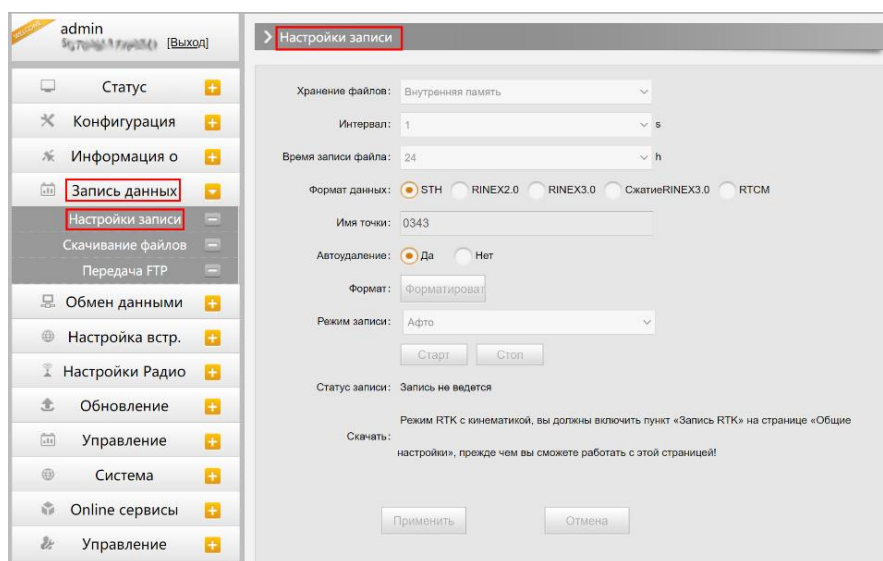 WELCOME
admin
[Выход]
Статус
Конфигурация
Информация о
Запись данных
Настройки записи
Скачивание файлов
Передача FTP
Обмен данными
Настройка встр.
Настройки Радио
Обновление
Управление
Система
Online сервисы
Управление
Настройки записи
Хранение файлов: Внутренняя память
Интервал: 1 s
Время записи файла: 24 h
Формат данных: STH RINEX2.0 RINEX3.0 СжатиеRINEX3.0 RTCM
Имя точки: 0343
Автоудаление: Да Нет
Формат: Форматироват
Режим записи: Афто
Старт Стоп
Статус записи: Запись не ведется
Скачать: Режим RTK с кинематикой, вы должны включить пункт «Запись RTK» на странице «Общие
настройки», прежде чем вы сможете работать с этой страницей!
Применить Отмена